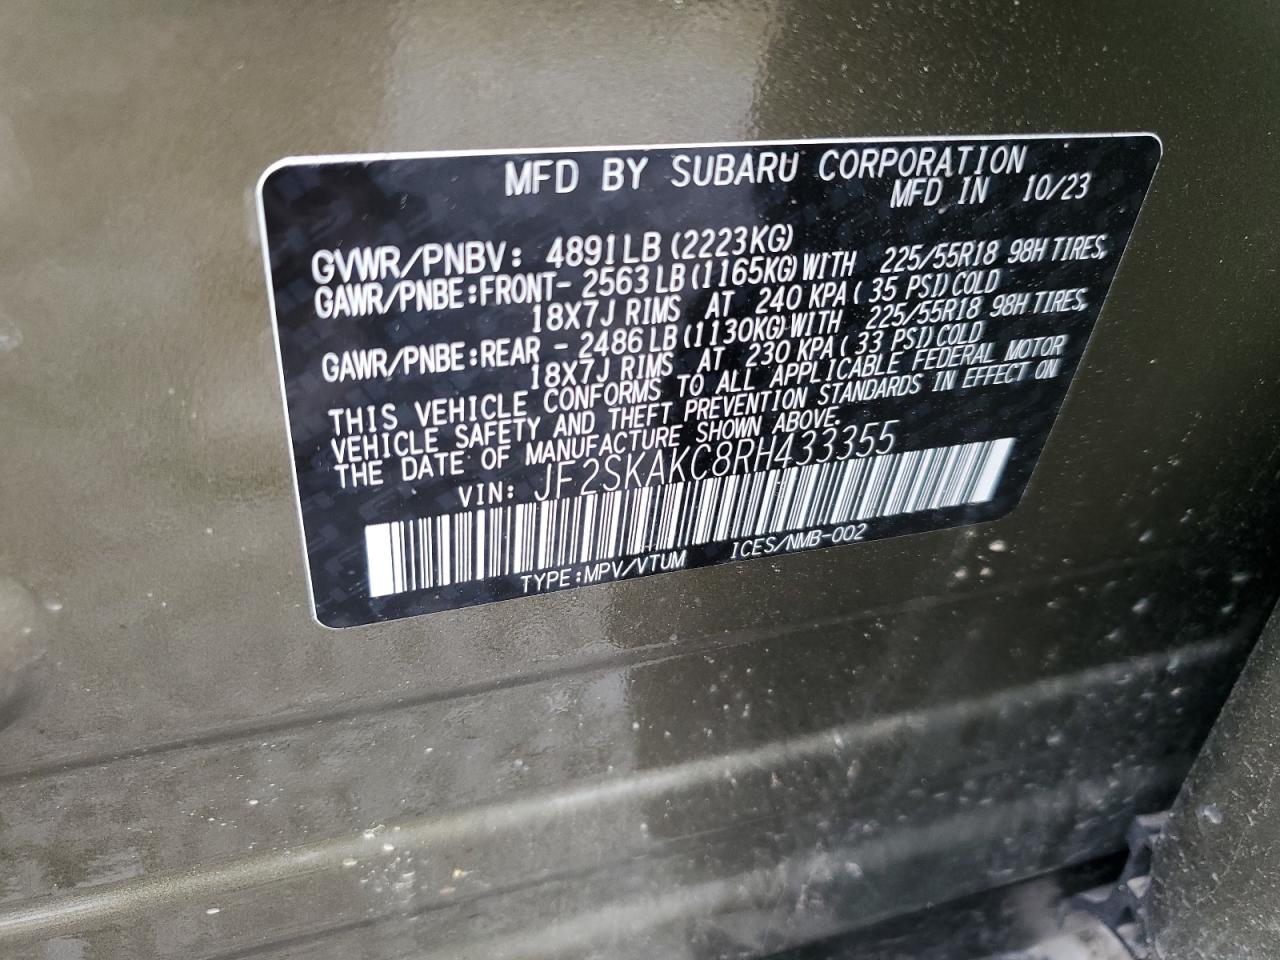 MFD BY SUBARU CORPORATION
MFD IN 10/23
GVWR/PNBV: 4891LB (2223KG)
GAWR/PNBE:FRONT- 2563LB(1165KG)WITH 225/55R18 98H TIRES,
18X7J RIMS AT 240 KPA( 35 PSI)COLD
GAWR/PNBE:REAR - 2486LB(1130KG)WITH 225/55R18 98H TIRES,
18X7J RIMS AT 230 KPA( 33 PSI)COLD
THIS VEHICLE CONFORMS TO ALL APPLICABLE FEDERAL MOTOR
VEHICLE SAFETY AND THEFT PREVENTION STANDARDS IN EFFECT ON
THE DATE OF MANUFACTURE SHOWN ABOVE.
VIN: JF2SKAKC8RH433355
TYPE:MPV/VTUM ICES/NMB-002